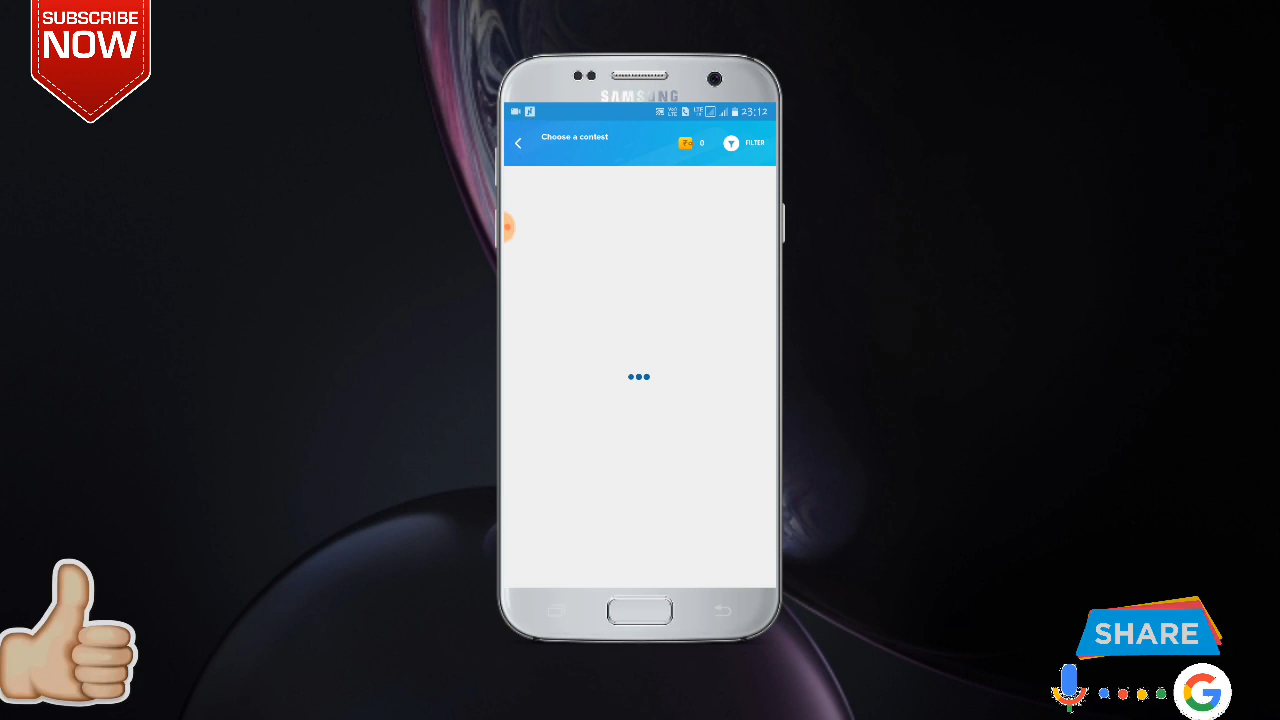 SUBSCRIBE
NOW
SAMSUNG
23:12
Choose a contest
0
FILTER
SHARE
G